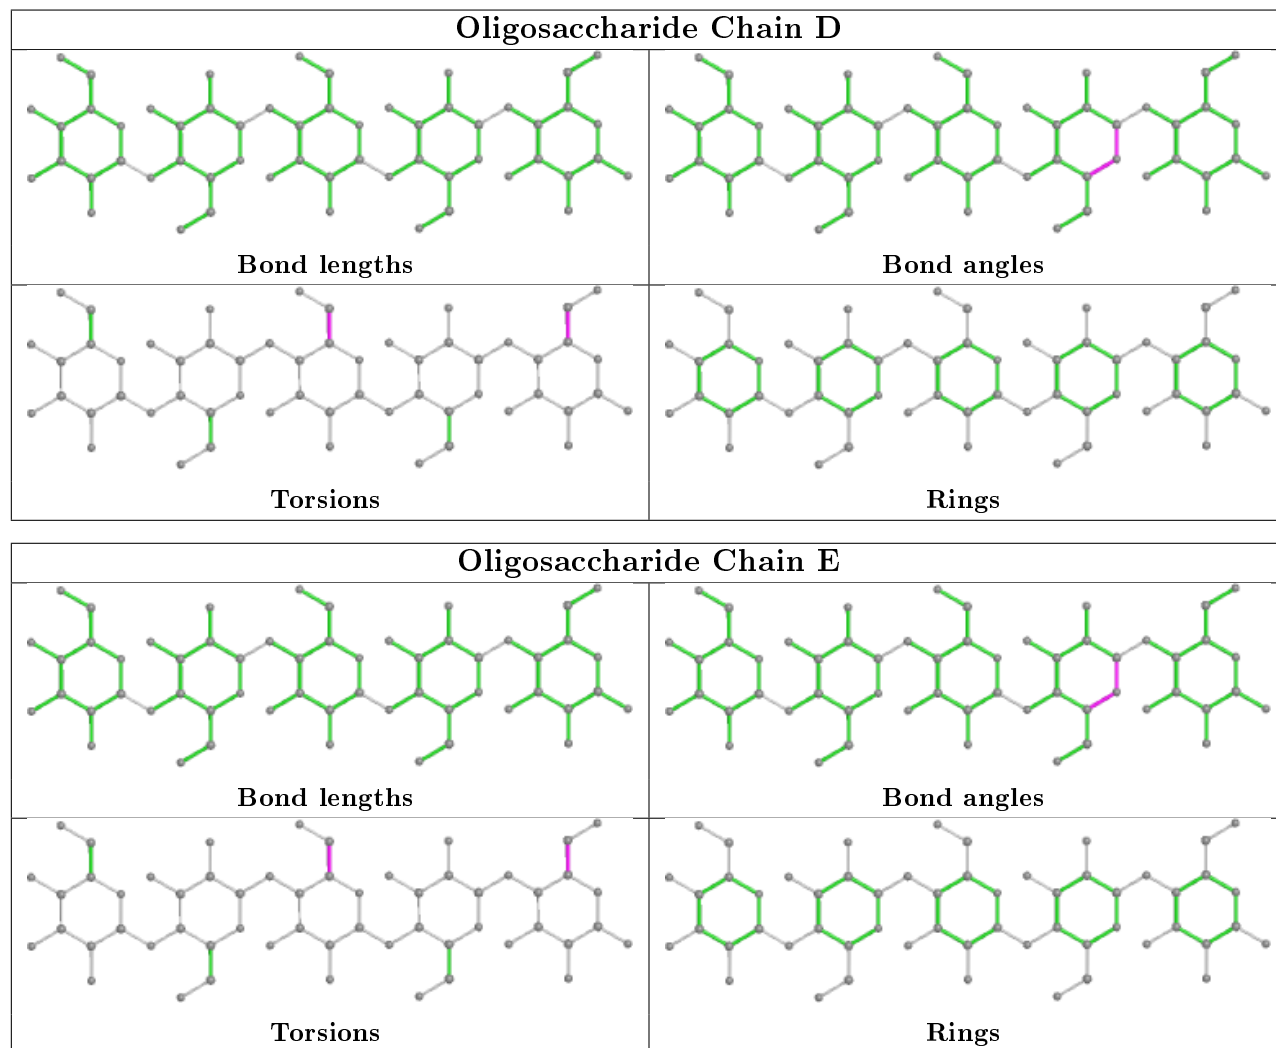 Oligosaccharide Chain D
Bond lengths
Bond angles
Torsions
Rings
Oligosaccharide Chain E
Bond lengths
Bond angles
Torsions
Rings